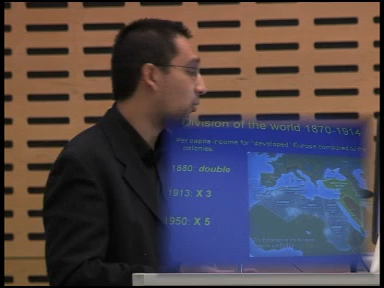 Division of the world 1870-1914
Per capita income for 'developed' Europe compared to the
colonies.
1880: double
1913: X 3
1950: X 5